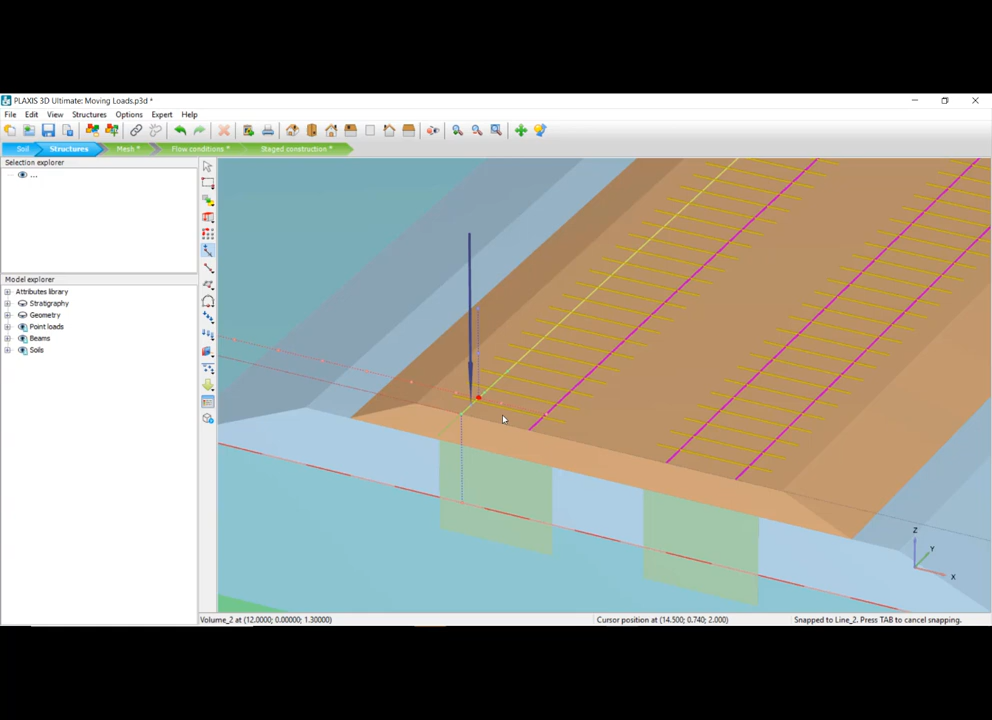 PLAXIS 3D Ultimate: Moving Loads.p3d *
File Edit View Structures Options Expert Help
Soil Structures Mesh * Flow conditions * Staged construction *
Selection explorer
...
Model explorer
Attributes library
Stratigraphy
Geometry
Point loads
Beams
Soils
Z
Y
X
Volume_2 at (12.0000; 0.00000; 1.30000) Cursor position at (14.500; 0.740; 2.000) Snapped to Line_2. Press TAB to cancel snapping.